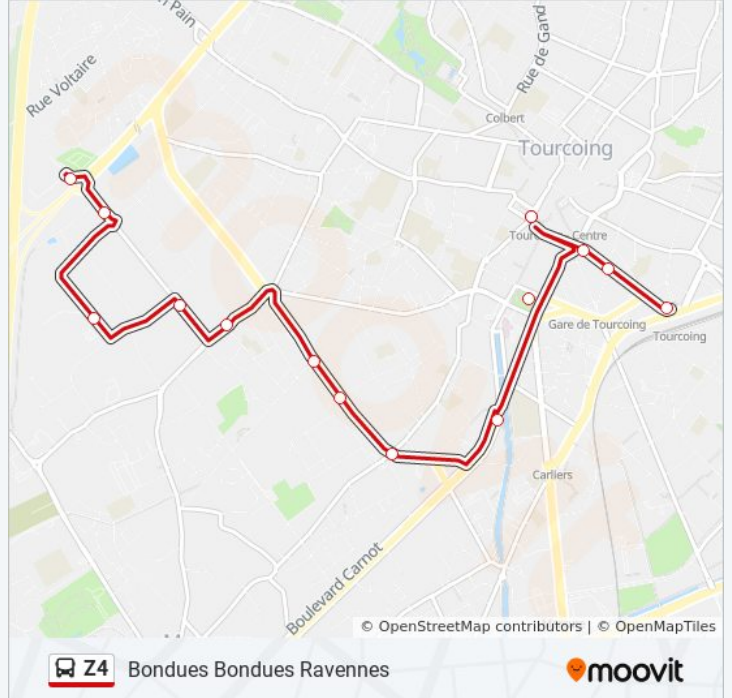 Pain
Rue Voltaire
Rue de Gand
Colbert
Tourcoing
Centre
Gare de Tourcoing
Tourcoing
Carliers
Boulevard Carnot
© OpenStreetMap contributors | © OpenMapTiles
Z4 Bondues Bondues Ravennes
moovit